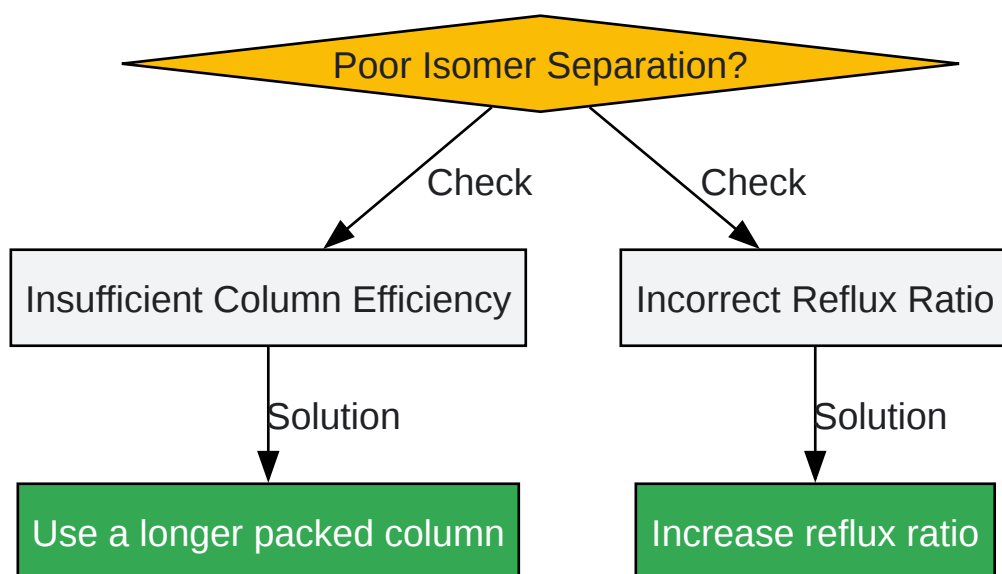 Poor Isomer Separation?
Check
Check
Insufficient Column Efficiency
Incorrect Reflux Ratio
Solution
Solution
Use a longer packed column
Increase reflux ratio